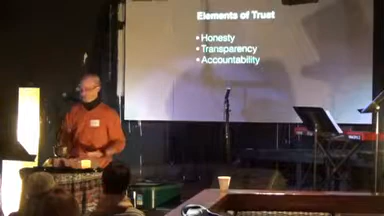 Elements of Trust
• Honesty
• Transparency
• Accountability